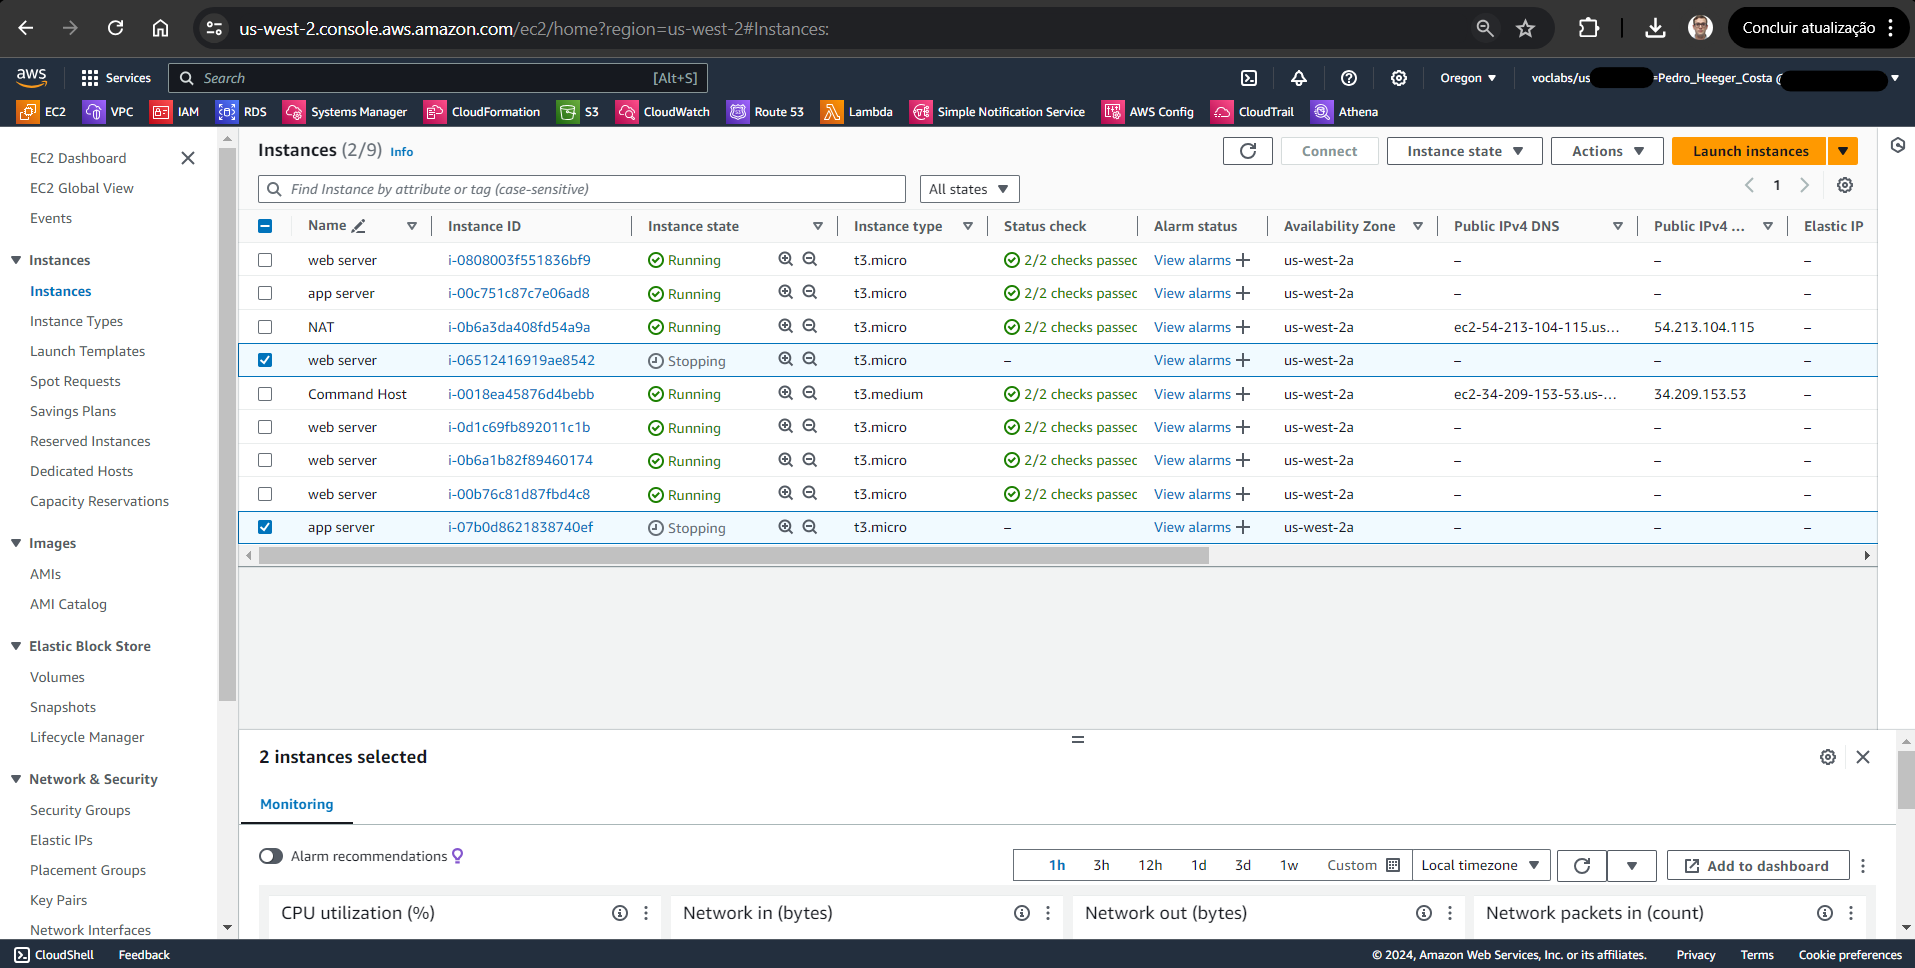 us-west-2.console.aws.amazon.com/ec2/home?region=us-west-2#Instances:
Concluir atualização
aws Services Search [Alt+S] Oregon voclabs/us =Pedro_Heeger_Costa @
EC2 VPC IAM RDS Systems Manager CloudFormation S3 CloudWatch Route 53 Lambda Simple Notification Service AWS Config CloudTrail Athena
EC2 Dashboard
EC2 Global View
Events
Instances
Instances
Instance Types
Launch Templates
Spot Requests
Savings Plans
Reserved Instances
Dedicated Hosts
Capacity Reservations
Images
AMIs
AMI Catalog
Elastic Block Store
Volumes
Snapshots
Lifecycle Manager
Network & Security
Security Groups
Elastic IPs
Placement Groups
Key Pairs
Network Interfaces
Instances (2/9) Info Connect Instance state Actions Launch instances
Find Instance by attribute or tag (case-sensitive) All states 1
Name Instance ID Instance state Instance type Status check Alarm status Availability Zone Public IPv4 DNS Public IPv4 ... Elastic IP
web server i-0808003f551836bf9 Running t3.micro 2/2 checks passed View alarms + us-west-2a – – –
app server i-00c751c87c7e06ad8 Running t3.micro 2/2 checks passed View alarms + us-west-2a – – –
NAT i-0b6a3da408fd54a9a Running t3.micro 2/2 checks passed View alarms + us-west-2a ec2-54-213-104-115.us... 54.213.104.115 –
web server i-06512416919ae8542 Stopping t3.micro – View alarms + us-west-2a – – –
Command Host i-0018ea45876d4bebb Running t3.medium 2/2 checks passed View alarms + us-west-2a ec2-34-209-153-53.us-... 34.209.153.53 –
web server i-0d1c69fb892011c1b Running t3.micro 2/2 checks passed View alarms + us-west-2a – – –
web server i-0b6a1b82f89460174 Running t3.micro 2/2 checks passed View alarms + us-west-2a – – –
web server i-00b76c81d87fbd4c8 Running t3.micro 2/2 checks passed View alarms + us-west-2a – – –
app server i-07b0d8621838740ef Stopping t3.micro – View alarms + us-west-2a – – –
2 instances selected
Monitoring
Alarm recommendations
1h 3h 12h 1d 3d 1w Custom Local timezone Add to dashboard
CPU utilization (%) Network in (bytes) Network out (bytes) Network packets in (count)
CloudShell Feedback © 2024, Amazon Web Services, Inc. or its affiliates. Privacy Terms Cookie preferences